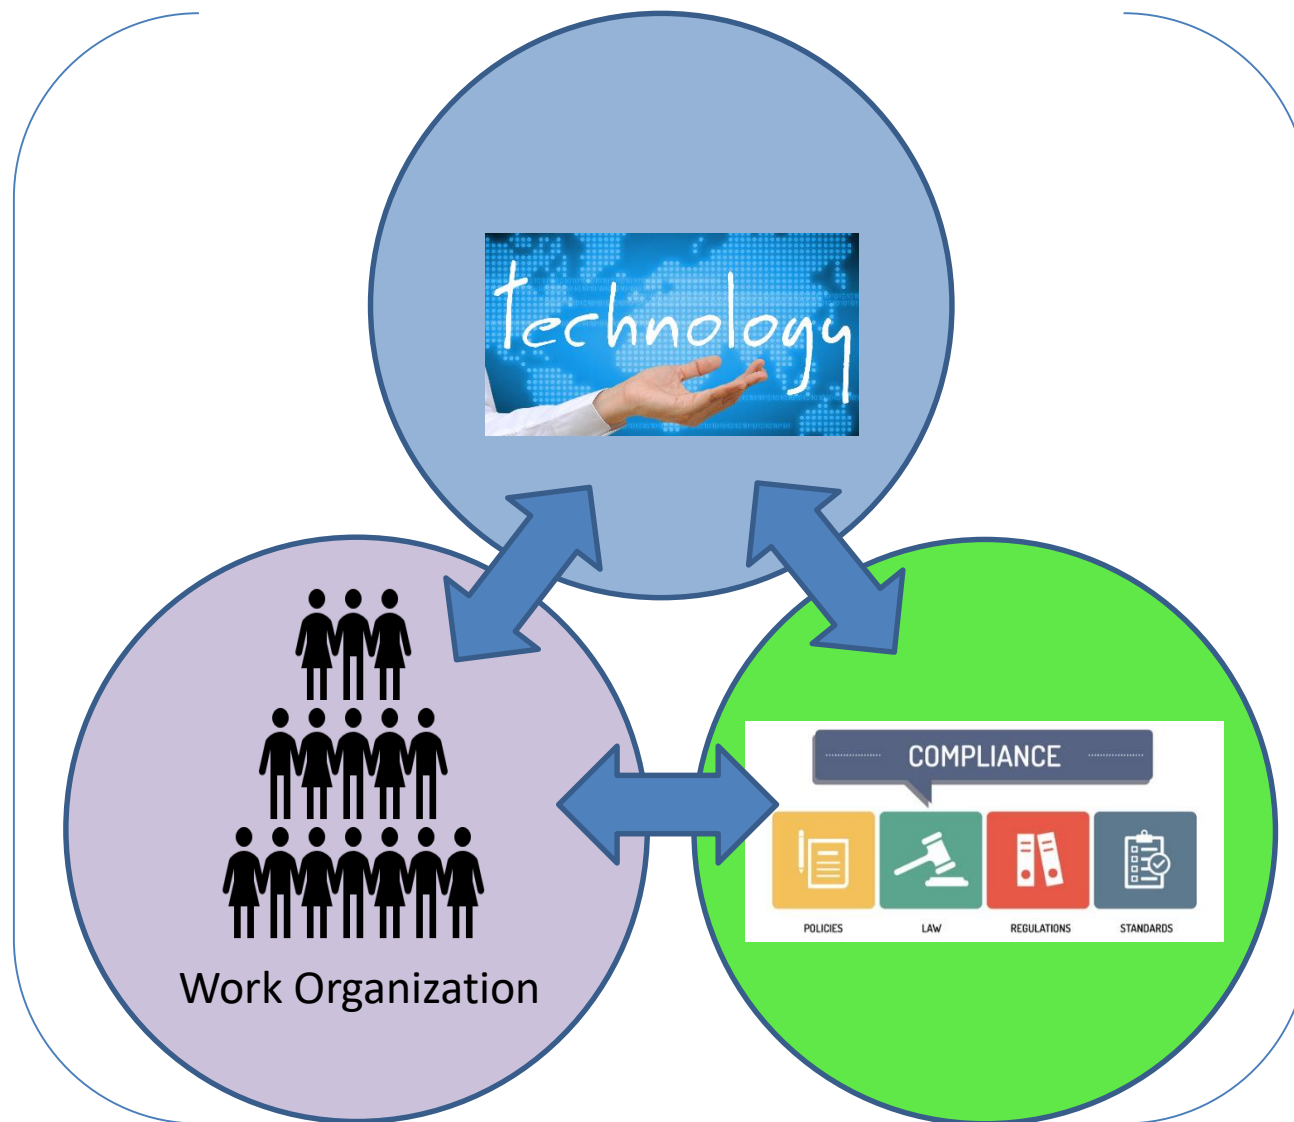 technology
COMPLIANCE
POLICIES LAW REGULATIONS STANDARDS
Work Organization